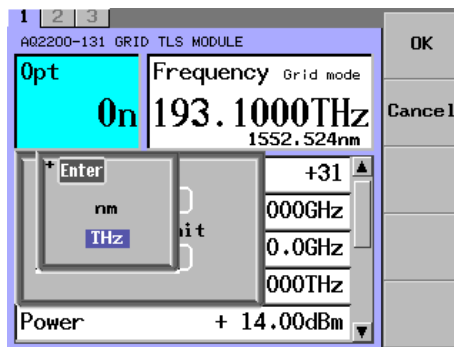 1 2 3
AQ2200-131 GRID TLS MODULE
OK
Opt
On
Frequency Grid mode
193.1000THz
1552.524nm
Cancel
Enter
nm
THz
+31
000GHz
0.0GHz
000THz
Power + 14.00dBm